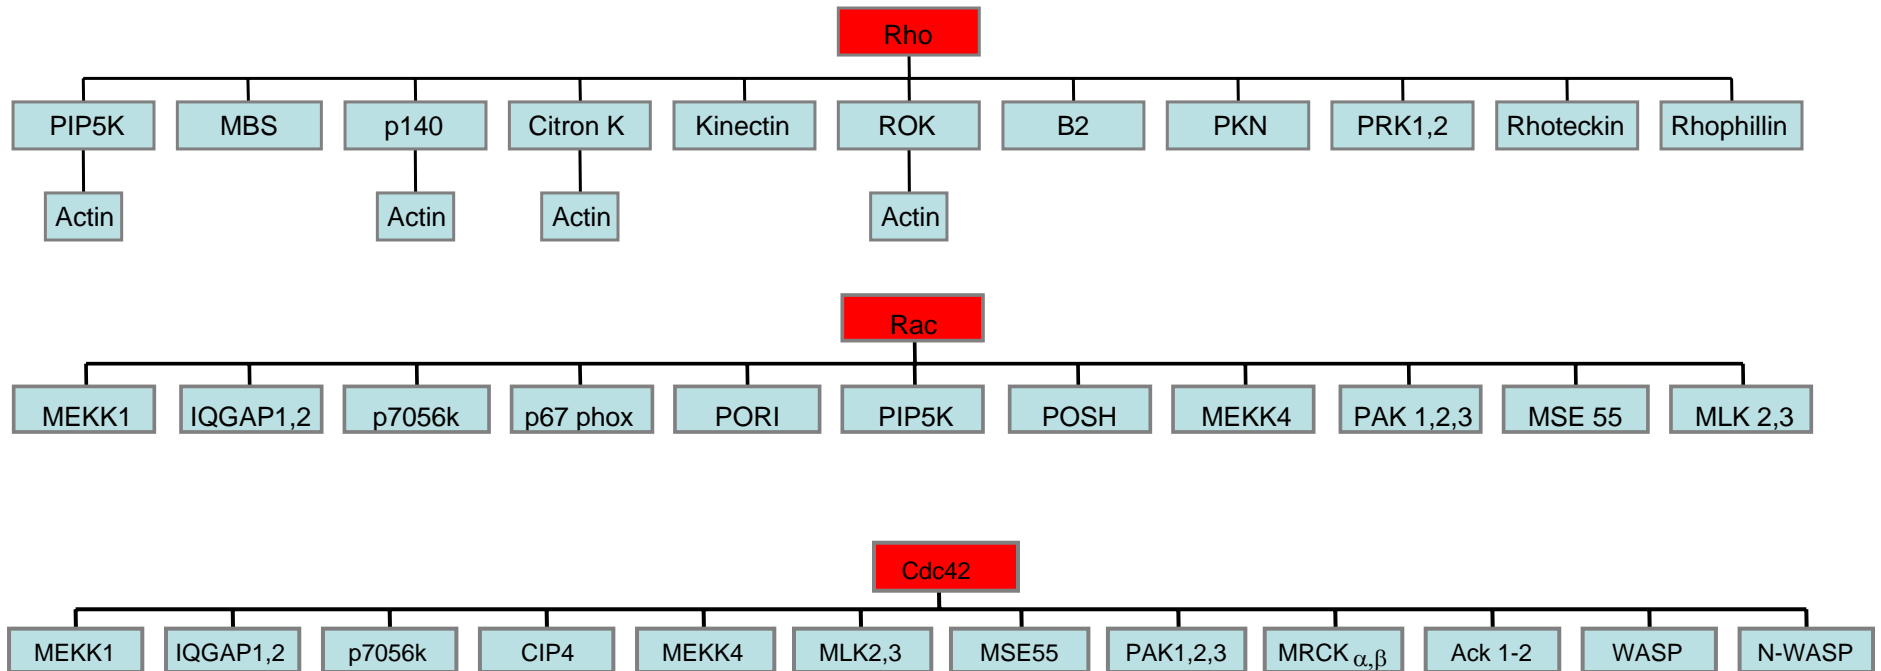 Rho
PIP5K MBS p140 Citron K Kinectin ROK B2 PKN PRK1,2 Rhoteckin Rhophillin
Actin Actin Actin Actin
Rac
MEKK1 IQGAP1,2 p7056k p67 phox PORI PIP5K POSH MEKK4 PAK 1,2,3 MSE 55 MLK 2,3
Cdc42
MEKK1 IQGAP1,2 p7056k CIP4 MEKK4 MLK2,3 MSE55 PAK1,2,3 MRCK α,β Ack 1-2 WASP N-WASP